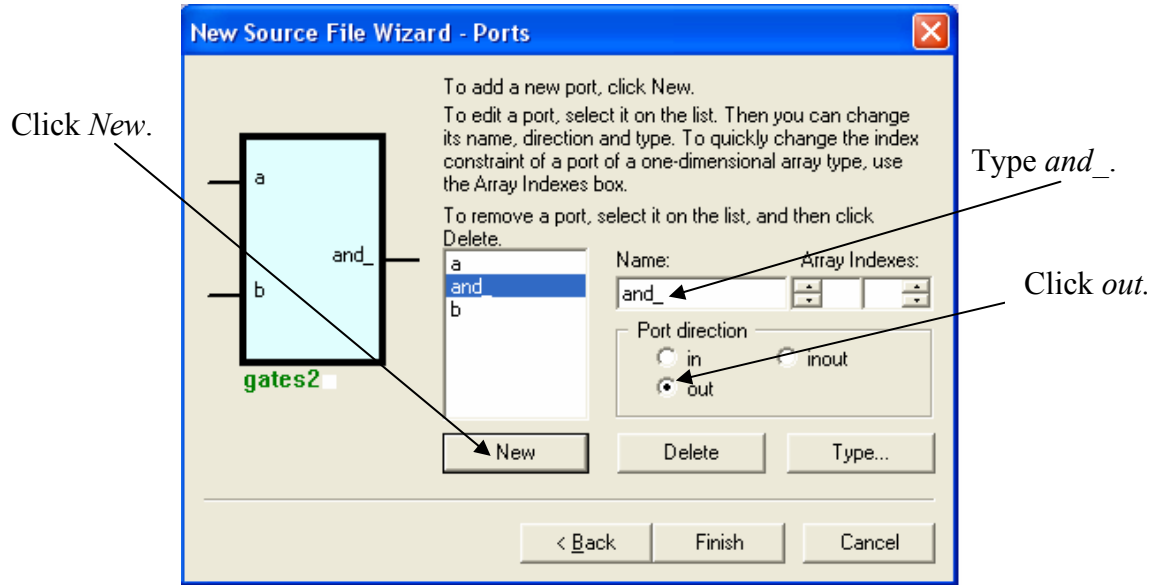 New Source File Wizard - Ports
To add a new port, click New.
To edit a port, select it on the list. Then you can change
its name, direction and type. To quickly change the index
constraint of a port of a one-dimensional array type, use
the Array Indexes box.
To remove a port, select it on the list, and then click
Delete.
Click New.
Type and_.
Click out.
a
b
and_
gates2
a
and_
b
Name:
Array Indexes:
and_
Port direction
in
inout
out
New
Delete
Type...
< Back
Finish
Cancel